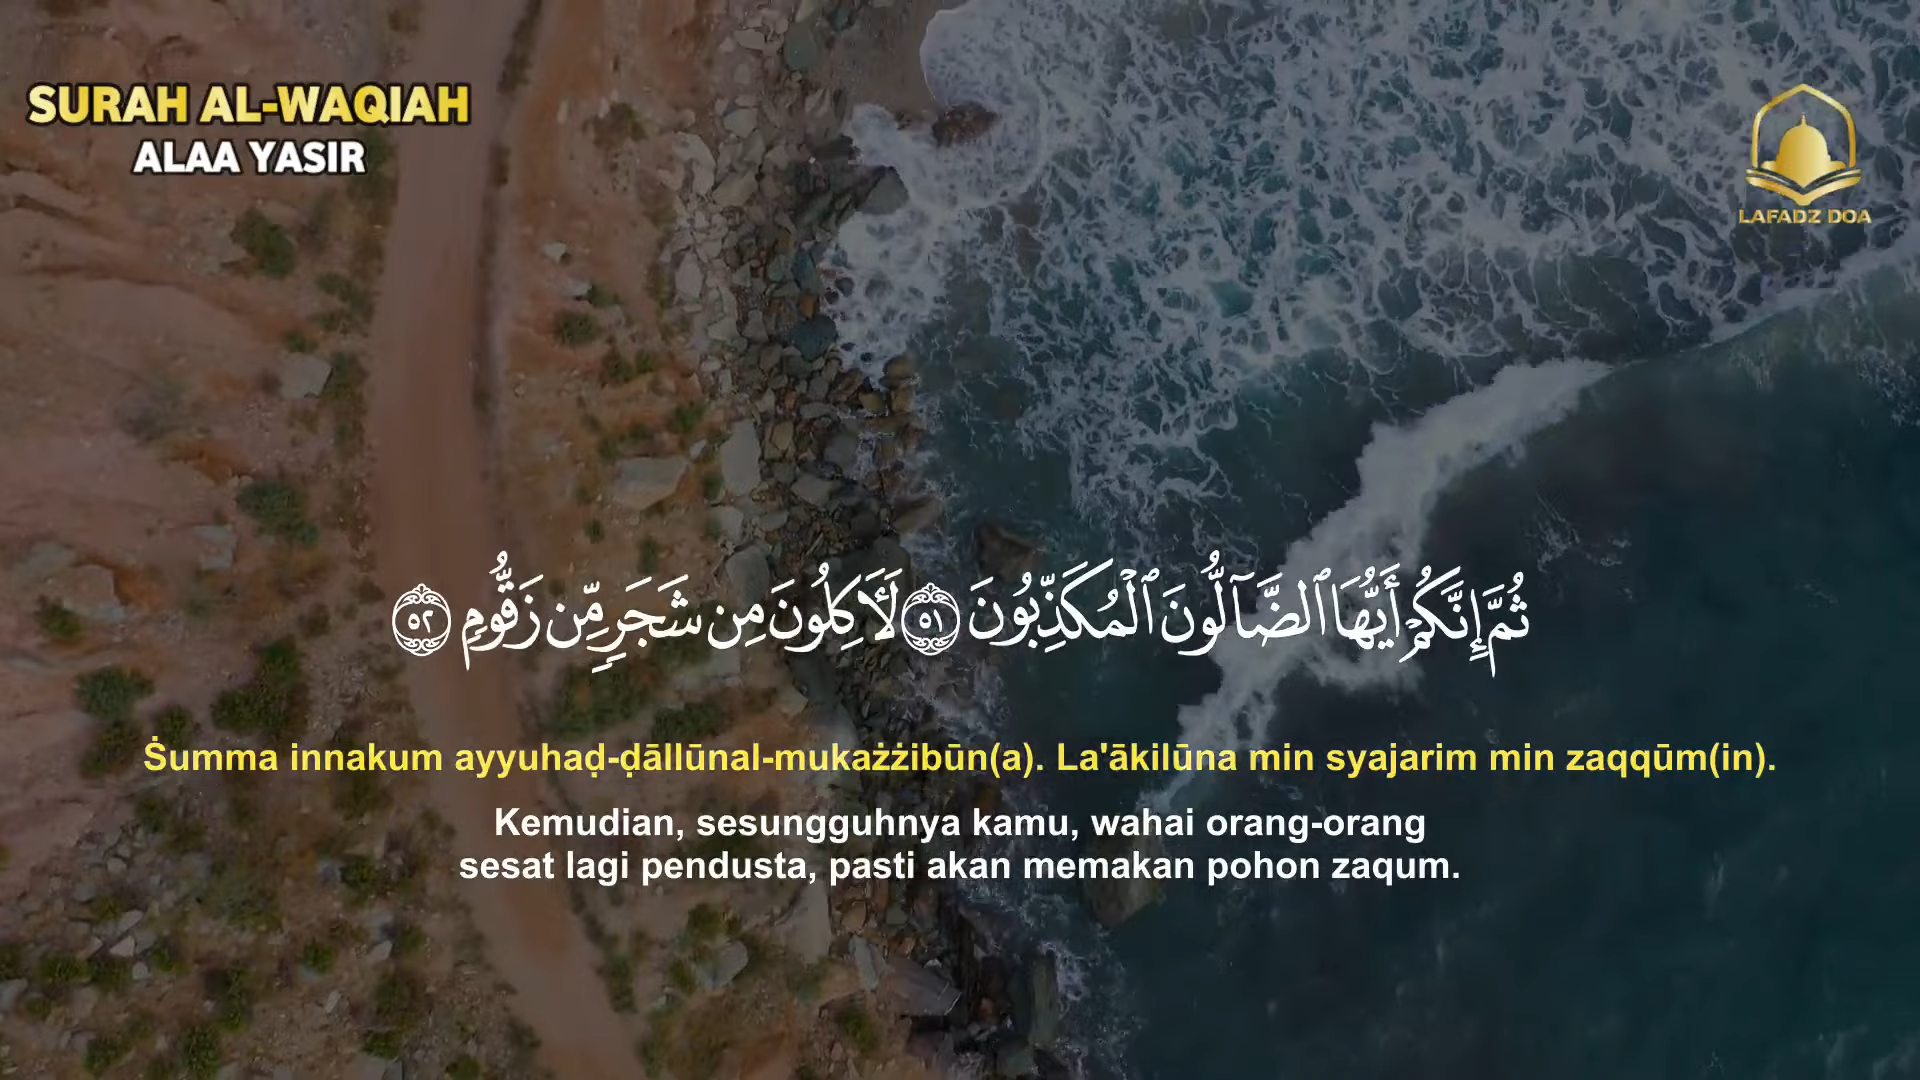 SURAH AL-WAQIAH
ALAA YASIR
LAFADZ DOA
ثُمَّ إِنَّكُمْ أَيُّهَا ٱلضَّآلُّونَ ٱلْمُكَذِّبُونَ ٥١ لَـَٔاكِلُونَ مِن شَجَرٍ مِّن زَقُّومٍ ٥٢
Ṡumma innakum ayyuhaḍ-ḍāllūnal-mukażżibūn(a). La'ākilūna min syajarim min zaqqūm(in).
Kemudian, sesungguhnya kamu, wahai orang-orang
sesat lagi pendusta, pasti akan memakan pohon zaqum.